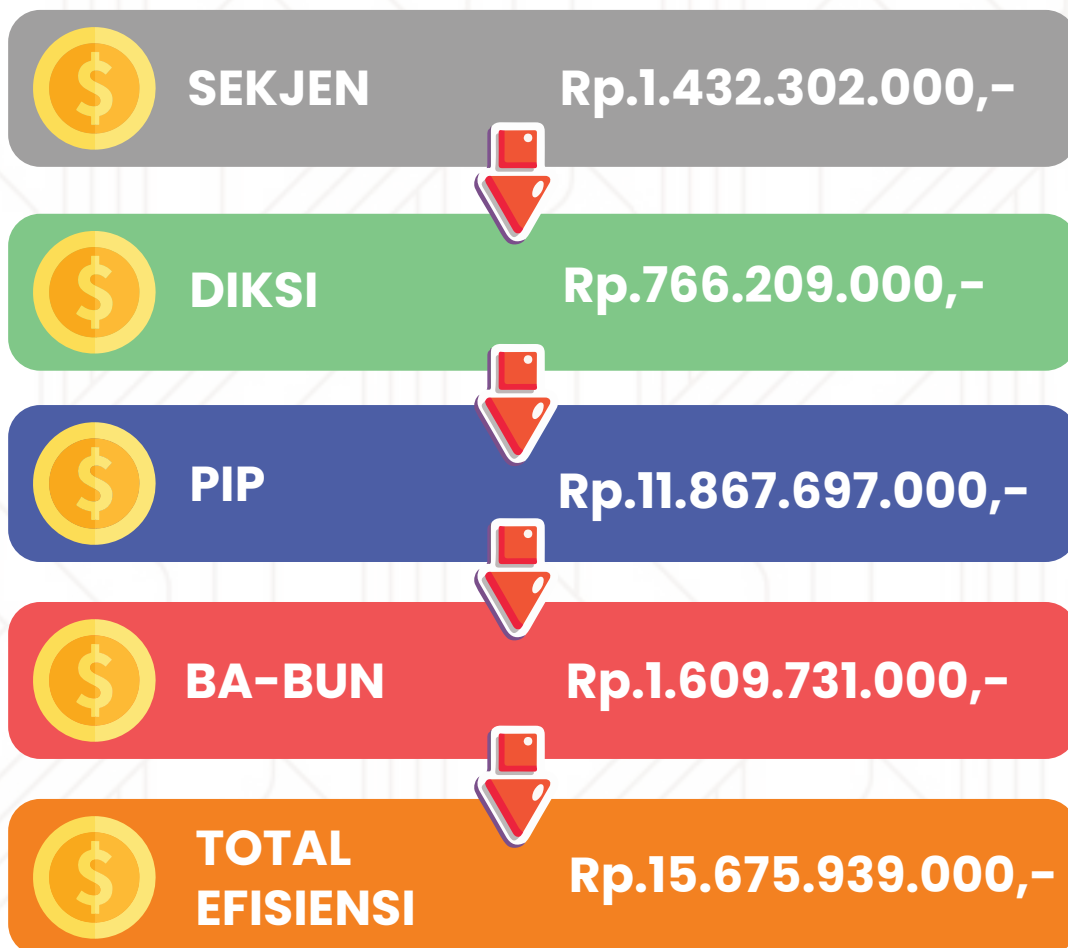 SEKJEN Rp.1.432.302.000,-
DIKSI Rp.766.209.000,-
PIP Rp.11.867.697.000,-
BA-BUN Rp.1.609.731.000,-
TOTAL
EFISIENSI Rp.15.675.939.000,-